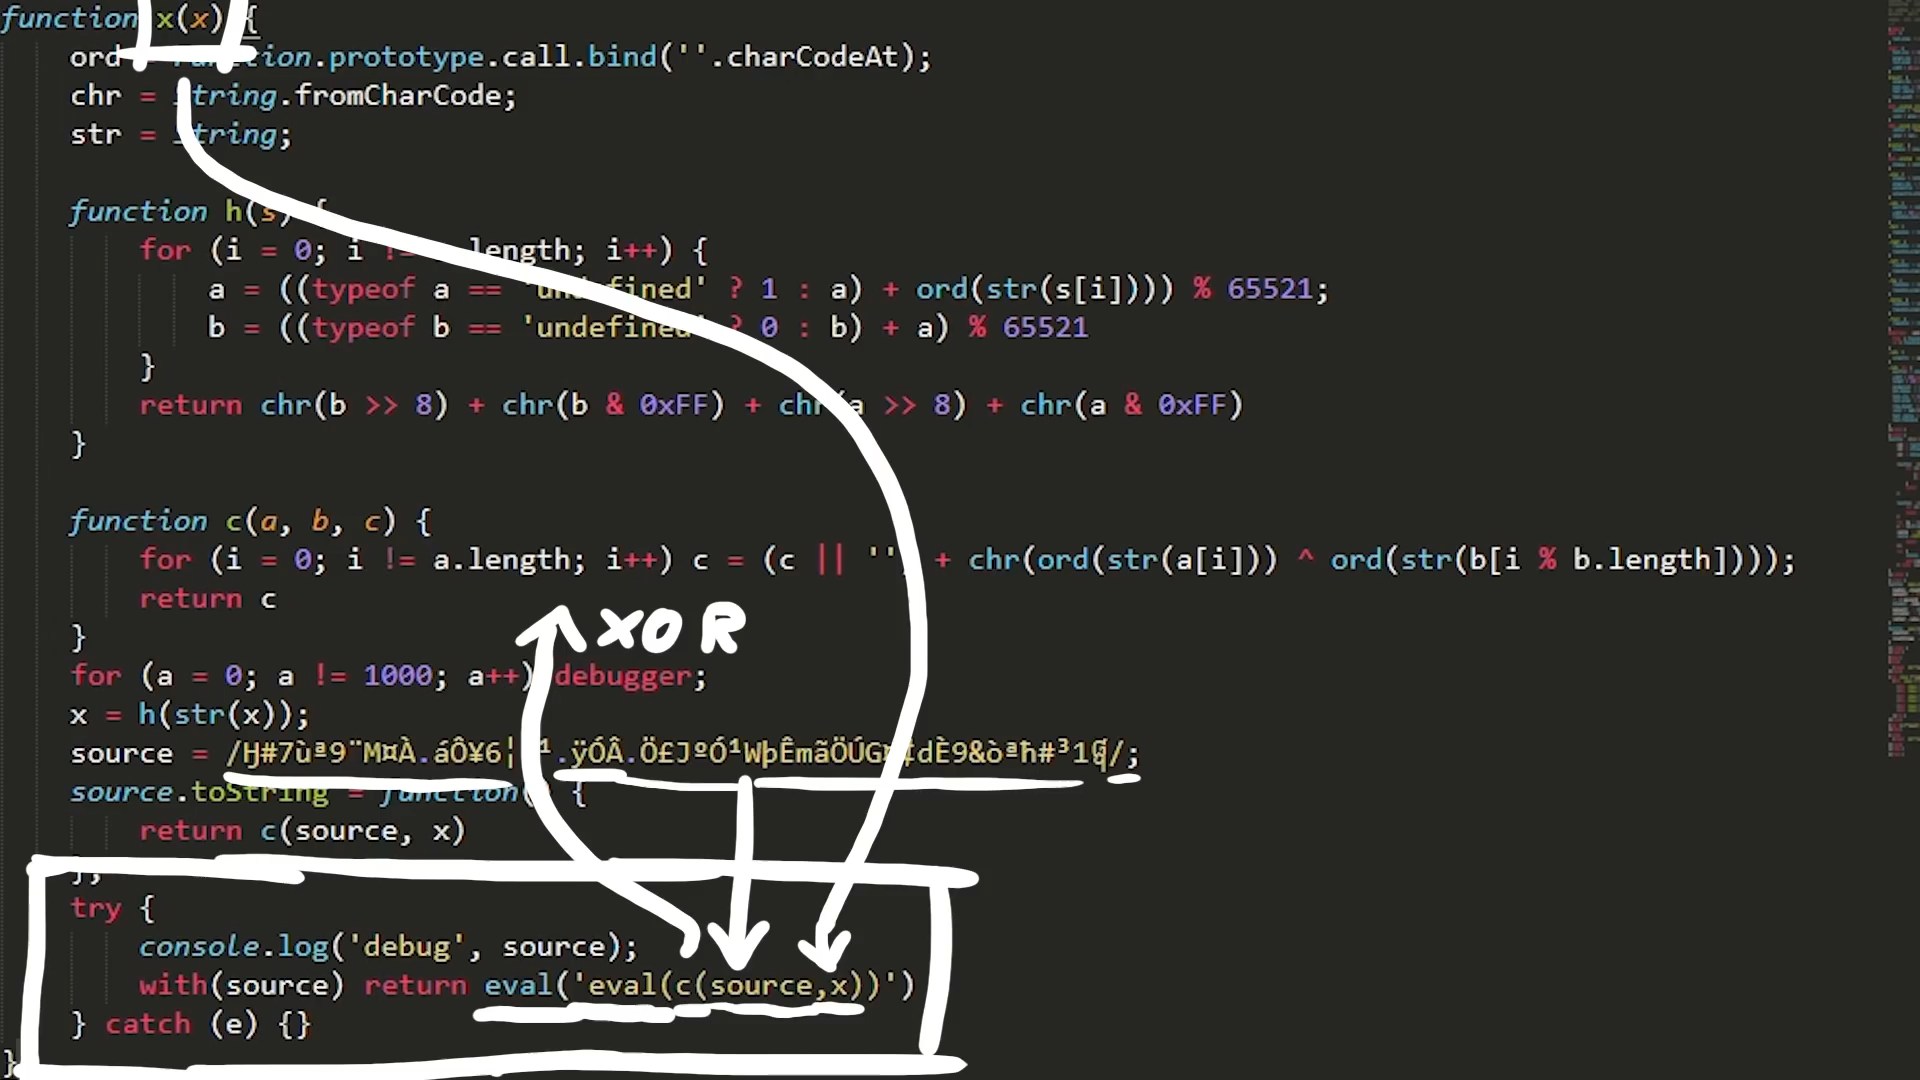 function x(x) {
ord = Function.prototype.call.bind(''.charCodeAt);
chr = string.fromCharCode;
str = string;
function h(s) {
for (i = 0; i != s.length; i++) {
a = ((typeof a == 'undefined' ? 1 : a) + ord(str(s[i]))) % 65521;
b = ((typeof b == 'undefined' ? 0 : b) + a) % 65521
}
return chr(b >> 8) + chr(b & 0xFF) + chr(a >> 8) + chr(a & 0xFF)
}
function c(a, b, c) {
for (i = 0; i != a.length; i++) c = (c || '') + chr(ord(str(a[i])) ^ ord(str(b[i % b.length])));
return c
}
XOR
for (a = 0; a != 1000; a++) debugger;
x = h(str(x));
source =
source.toString = function() {
return c(source, x)
};
try {
console.log('debug', source);
with(source) return eval('eval(c(source,x))')
} catch (e) {}
}